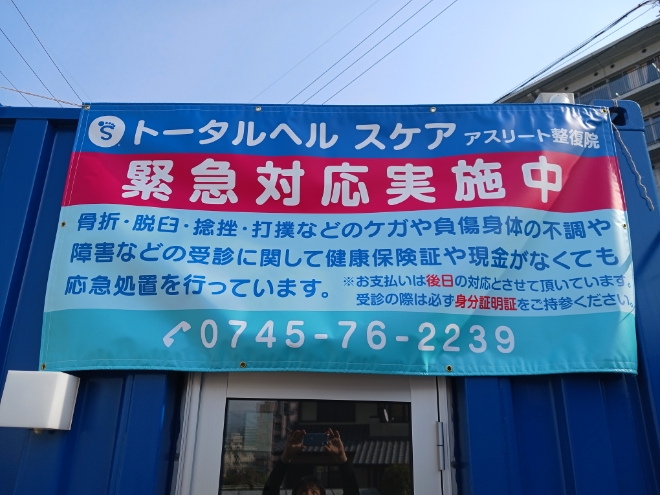 S トータルヘルスケア アスリート整復院
緊急対応実施中
骨折・脱臼・捻挫・打撲などのケガや負傷身体の不調や
障害などの受診に関して健康保険証や現金がなくても
応急処置を行っています。
※お支払いは後日の対応とさせて頂いています。
受診の際は必ず身分証明証をご持参ください。
0745-76-2239